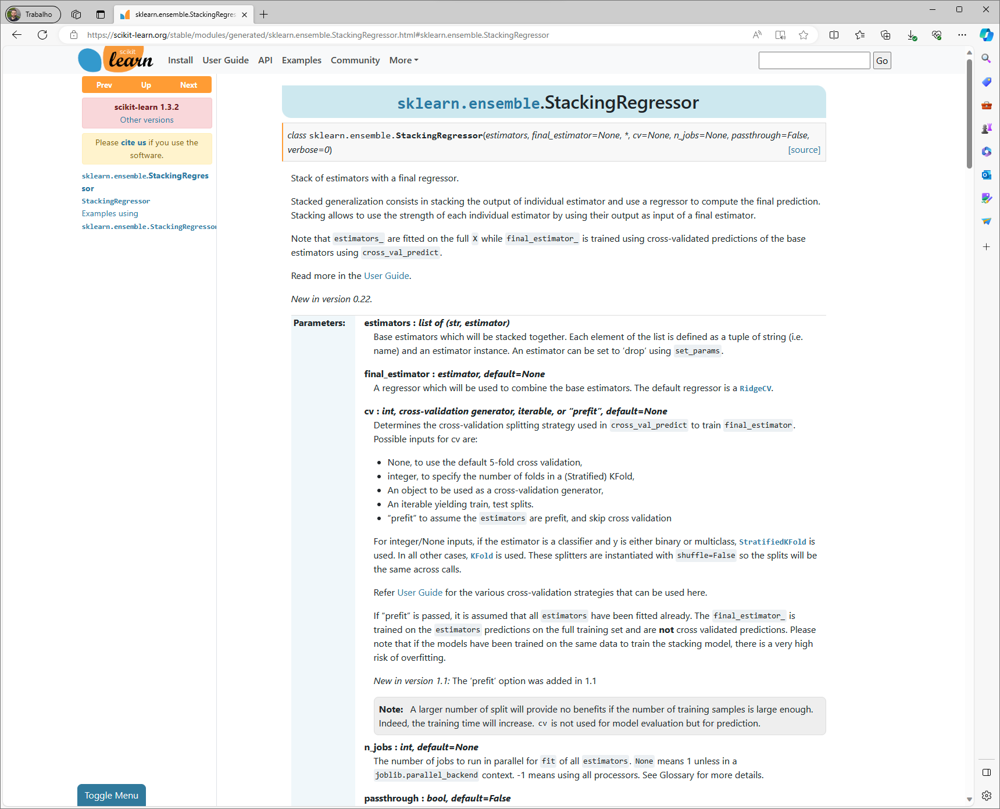 Trabalho
sklearn.ensemble.StackingRegres
https://scikit-learn.org/stable/modules/generated/sklearn.ensemble.StackingRegressor.html#sklearn.ensemble.StackingRegressor
scikit
learn
Install User Guide API Examples Community More
Go
Prev Up Next
scikit-learn 1.3.2
Other versions
Please cite us if you use the
software.
sklearn.ensemble.StackingRegres
sor
StackingRegressor
Examples using
sklearn.ensemble.StackingRegressor
Toggle Menu
sklearn.ensemble.StackingRegressor
class sklearn.ensemble.StackingRegressor(estimators, final_estimator=None, *, cv=None, n_jobs=None, passthrough=False,
verbose=0) [source]
Stack of estimators with a final regressor.
Stacked generalization consists in stacking the output of individual estimator and use a regressor to compute the final prediction.
Stacking allows to use the strength of each individual estimator by using their output as input of a final estimator.
Note that estimators_ are fitted on the full X while final_estimator_ is trained using cross-validated predictions of the base
estimators using cross_val_predict.
Read more in the User Guide.
New in version 0.22.
Parameters:
estimators : list of (str, estimator)
Base estimators which will be stacked together. Each element of the list is defined as a tuple of string (i.e.
name) and an estimator instance. An estimator can be set to ‘drop’ using set_params.
final_estimator : estimator, default=None
A regressor which will be used to combine the base estimators. The default regressor is a RidgeCV.
cv : int, cross-validation generator, iterable, or “prefit”, default=None
Determines the cross-validation splitting strategy used in cross_val_predict to train final_estimator.
Possible inputs for cv are:
• None, to use the default 5-fold cross validation,
• integer, to specify the number of folds in a (Stratified) KFold,
• An object to be used as a cross-validation generator,
• An iterable yielding train, test splits.
• “prefit” to assume the estimators are prefit, and skip cross validation
For integer/None inputs, if the estimator is a classifier and y is either binary or multiclass, StratifiedKFold is
used. In all other cases, KFold is used. These splitters are instantiated with shuffle=False so the splits will be
the same across calls.
Refer User Guide for the various cross-validation strategies that can be used here.
If “prefit” is passed, it is assumed that all estimators have been fitted already. The final_estimator_ is
trained on the estimators predictions on the full training set and are not cross validated predictions. Please
note that if the models have been trained on the same data to train the stacking model, there is a very high
risk of overfitting.
New in version 1.1: The ‘prefit’ option was added in 1.1
Note: A larger number of split will provide no benefits if the number of training samples is large enough.
Indeed, the training time will increase. cv is not used for model evaluation but for prediction.
n_jobs : int, default=None
The number of jobs to run in parallel for fit of all estimators. None means 1 unless in a
joblib.parallel_backend context. -1 means using all processors. See Glossary for more details.
passthrough : bool, default=False